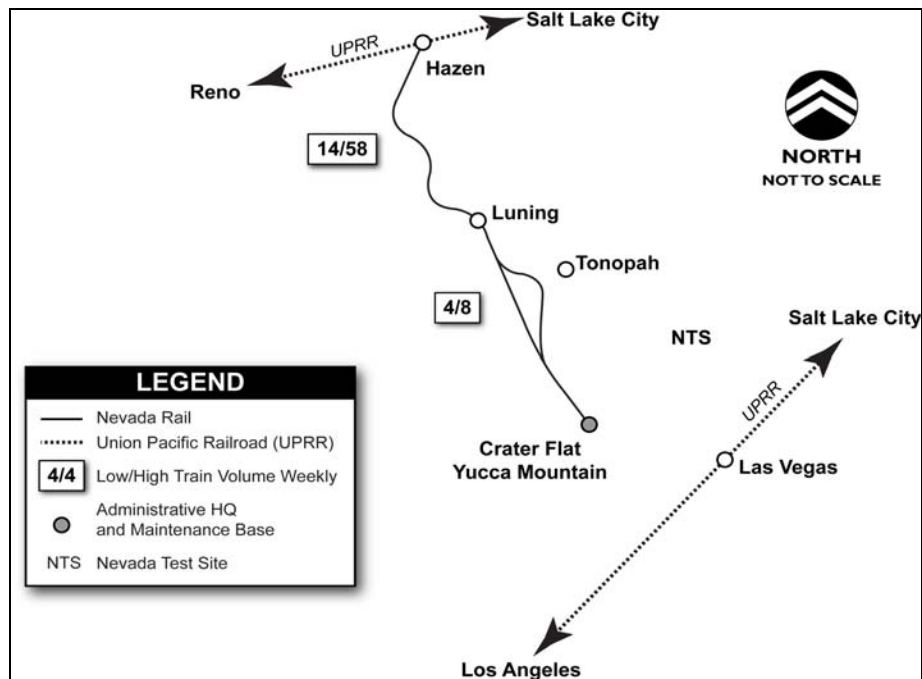 Salt Lake City
UPRR
Hazen
Reno
14/58
NORTH
NOT TO SCALE
Luning
Tonopah
4/8
NTS
Salt Lake City
UPRR
LEGEND
Nevada Rail
Union Pacific Railroad (UPRR)
4/4 Low/High Train Volume Weekly
Administrative HQ
and Maintenance Base
NTS Nevada Test Site
Crater Flat
Yucca Mountain
Las Vegas
Los Angeles